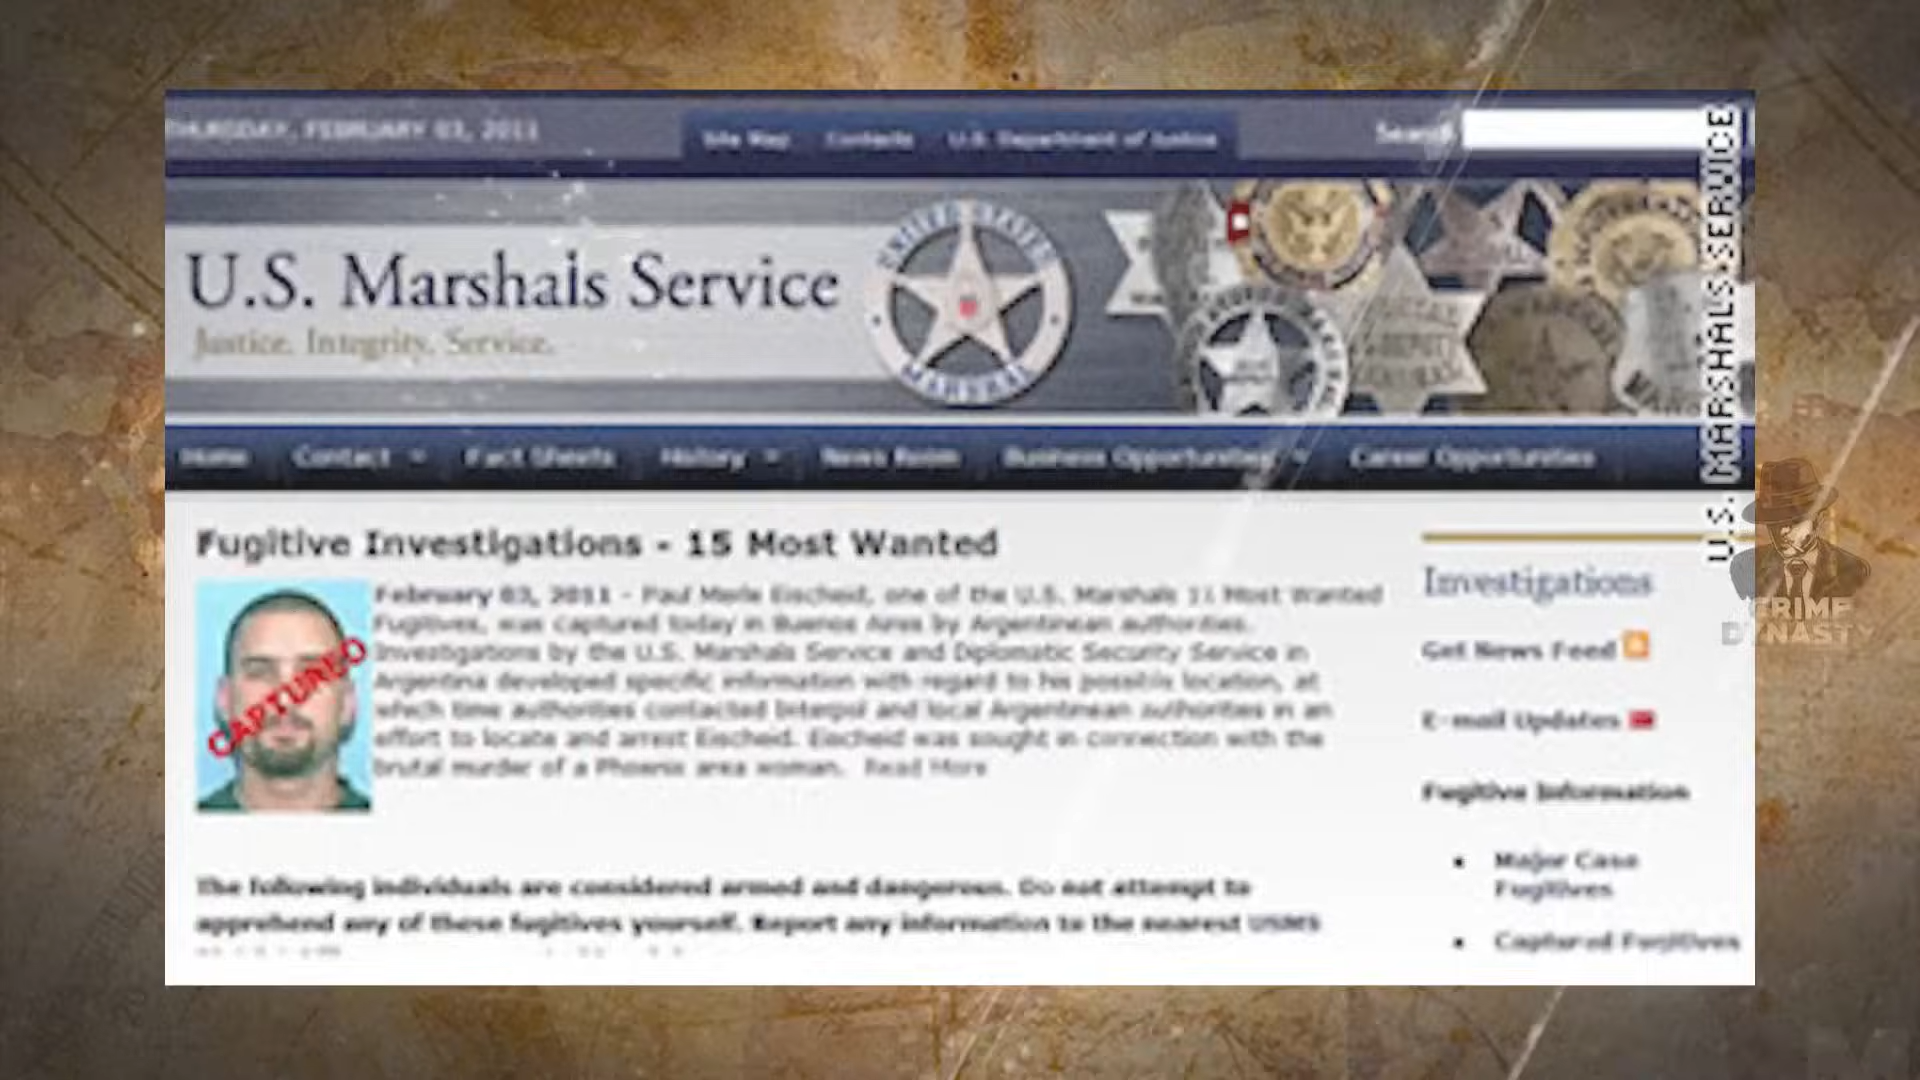 THURSDAY, FEBRUARY 03, 2011
Site Map Contacts U.S. Department of Justice
Search
U.S. MARSHALS SERVICE
U.S. Marshals Service
Justice. Integrity. Service.
UNITED STATES
MARSHAL
Home Contact Fact Sheets History News Room Business Opportunities Career Opportunities
Fugitive Investigations - 15 Most Wanted
CAPTURED
February 03, 2011 - Paul Merle Eischeid, one of the U.S. Marshals 15 Most Wanted
Fugitives, was captured today in Buenos Aires by Argentinean authorities.
Investigations by the U.S. Marshals Service and Diplomatic Security Service in
Argentina developed specific information with regard to his possible location, at
which time authorities contacted Interpol and local Argentinean authorities in an
effort to locate and arrest Eischeid. Eischeid was sought in connection with the
brutal murder of a Phoenix area woman. Read More
The following individuals are considered armed and dangerous. Do not attempt to
apprehend any of these fugitives yourself. Report any information to the nearest USMS
Investigations
Get News Feed
E-mail Updates
Fugitive Information
• Major Case
Fugitives
• Captured Fugitives
CRIME
DYNASTY